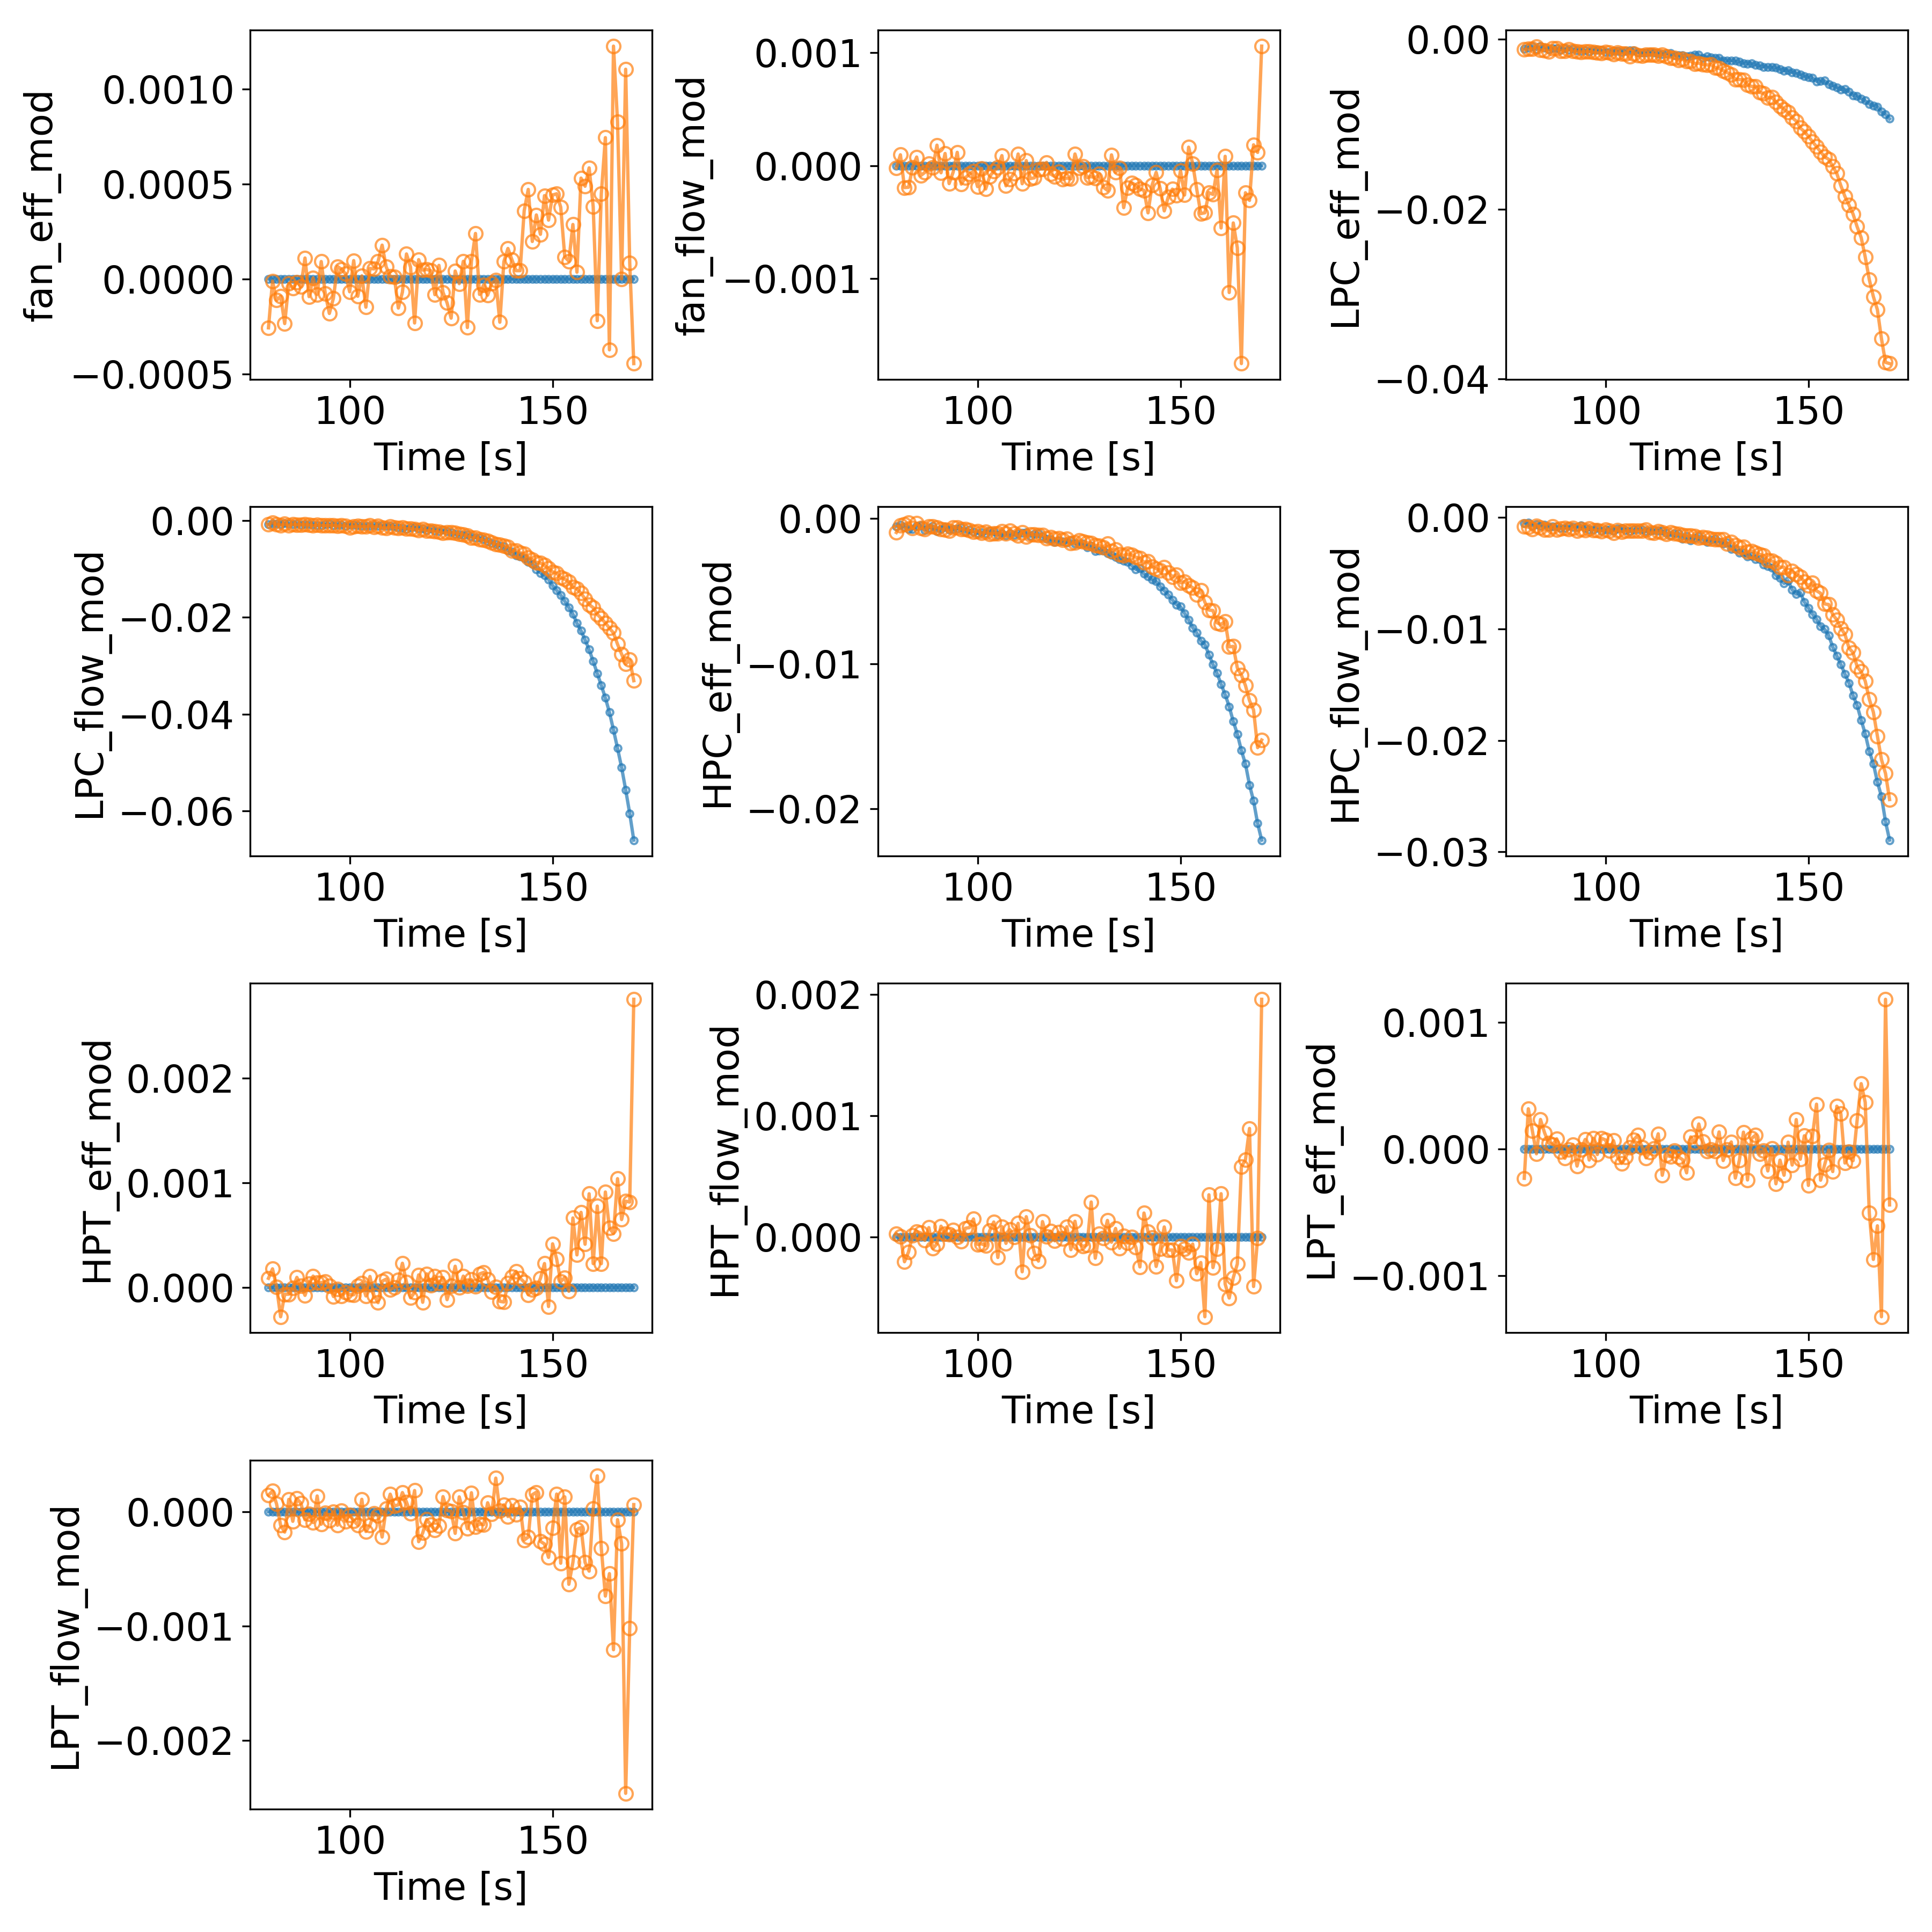 fan_eff_mod
0.0010
0.0005
0.0000
−0.0005
100 150
Time [s]
fan_flow_mod
0.001
0.000
−0.001
100 150
Time [s]
LPC_eff_mod
0.00
−0.02
−0.04
100 150
Time [s]
LPC_flow_mod
0.00
−0.02
−0.04
−0.06
100 150
Time [s]
HPC_eff_mod
0.00
−0.01
−0.02
100 150
Time [s]
HPC_flow_mod
0.00
−0.01
−0.02
−0.03
100 150
Time [s]
HPT_eff_mod
0.002
0.001
0.000
100 150
Time [s]
HPT_flow_mod
0.002
0.001
0.000
100 150
Time [s]
LPT_eff_mod
0.001
0.000
−0.001
100 150
Time [s]
LPT_flow_mod
0.000
−0.001
−0.002
100 150
Time [s]